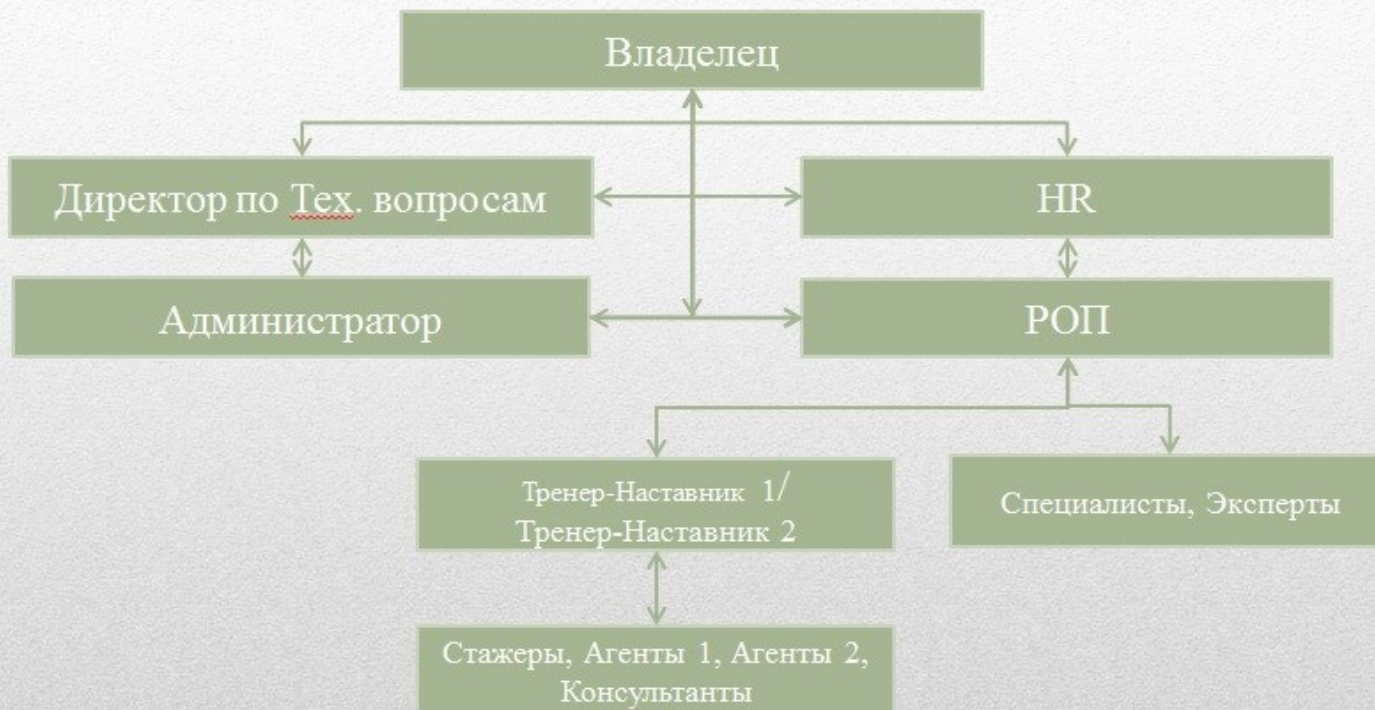 Владелец
Директор по Тех. вопросам
HR
Администратор
РОП
Тренер-Наставник 1/
Тренер-Наставник 2
Специалисты, Эксперты
Стажеры, Агенты 1, Агенты 2,
Консультанты